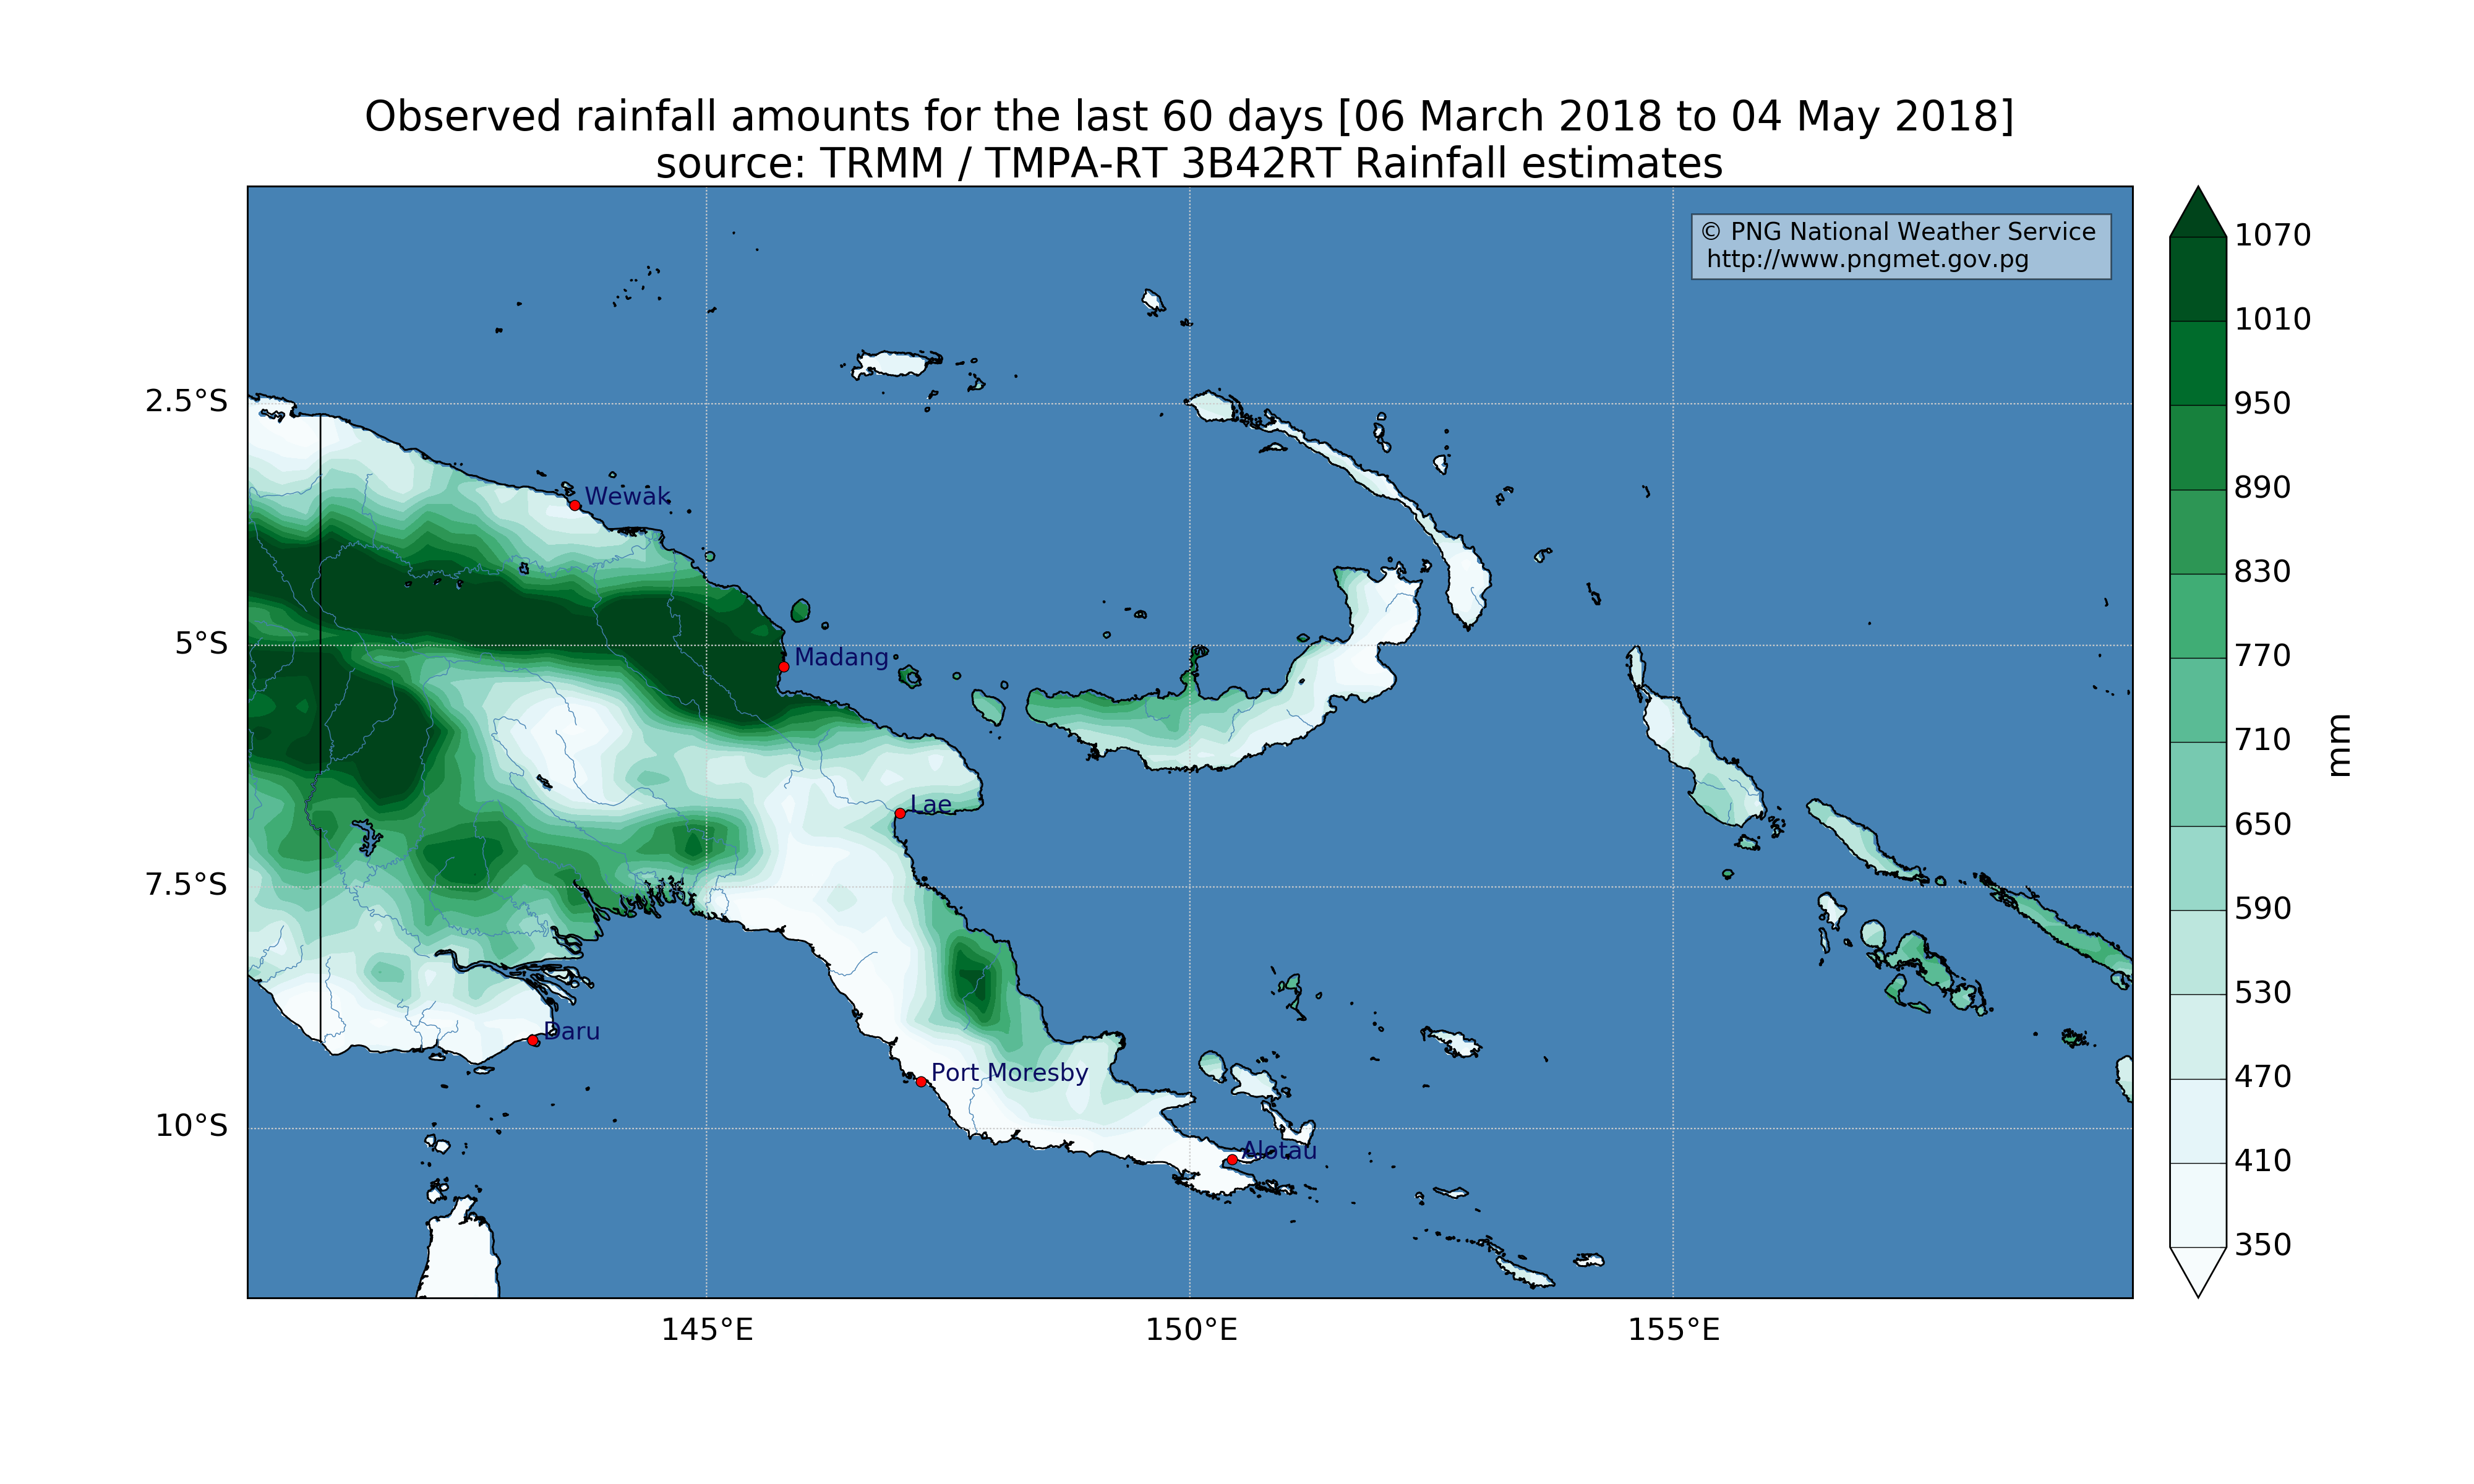 Observed rainfall amounts for the last 60 days [06 March 2018 to 04 May 2018]
source: TRMM / TMPA-RT 3B42RT Rainfall estimates
© PNG National Weather Service
http://www.pngmet.gov.pg
1070
1010
950
890
830
770
710
650
590
530
470
410
350
mm
2.5°S
5°S
7.5°S
10°S
Wewak
Madang
Lae
Daru
Port Moresby
Alotau
145°E
150°E
155°E